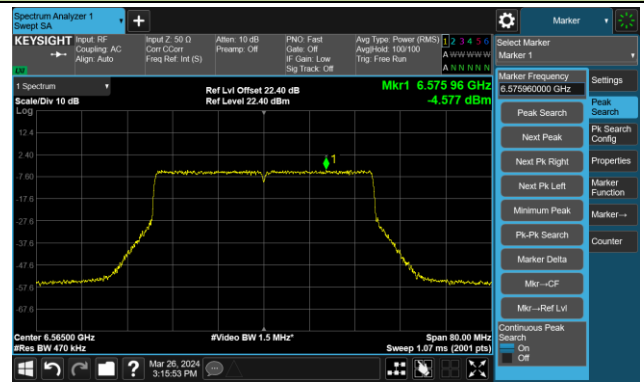 Spectrum Analyzer 1
Swept SA
Marker
KEYSIGHT
Input: RF
Coupling: AC
Align: Auto
Input Z: 50 Ω
Corr CCorr
Freq Ref: Int (S)
Atten: 10 dB
Preamp: Off
PNO: Fast
Gate: Off
IF Gain: Low
Sig Track: Off
Avg Type: Power (RMS)
Avg|Hold: 100/100
Trig: Free Run
1 2 3 4 5 6
A W W W W W
A N N N N N
LW
Select Marker
Marker 1
1 Spectrum
Scale/Div 10 dB
Log
Ref Lvl Offset 22.40 dB
Ref Level 22.40 dBm
Mkr1 6.575 96 GHz
-4.577 dBm
12.4
2.40
-7.60
-17.6
-27.6
-37.6
-47.6
-57.6
-67.6
1
Center 6.56500 GHz
#Res BW 470 kHz
#Video BW 1.5 MHz*
Span 80.00 MHz
Sweep 1.07 ms (2001 pts)
Marker Frequency
6.575960000 GHz
Peak Search
Next Peak
Next Pk Right
Next Pk Left
Minimum Peak
Pk-Pk Search
Marker Delta
Mkr→CF
Mkr→Ref Lvl
Continuous Peak
Search
On
Off
Settings
Peak
Search
Pk Search
Config
Properties
Marker
Function
Marker→
Counter
?
Mar 26, 2024
3:15:53 PM